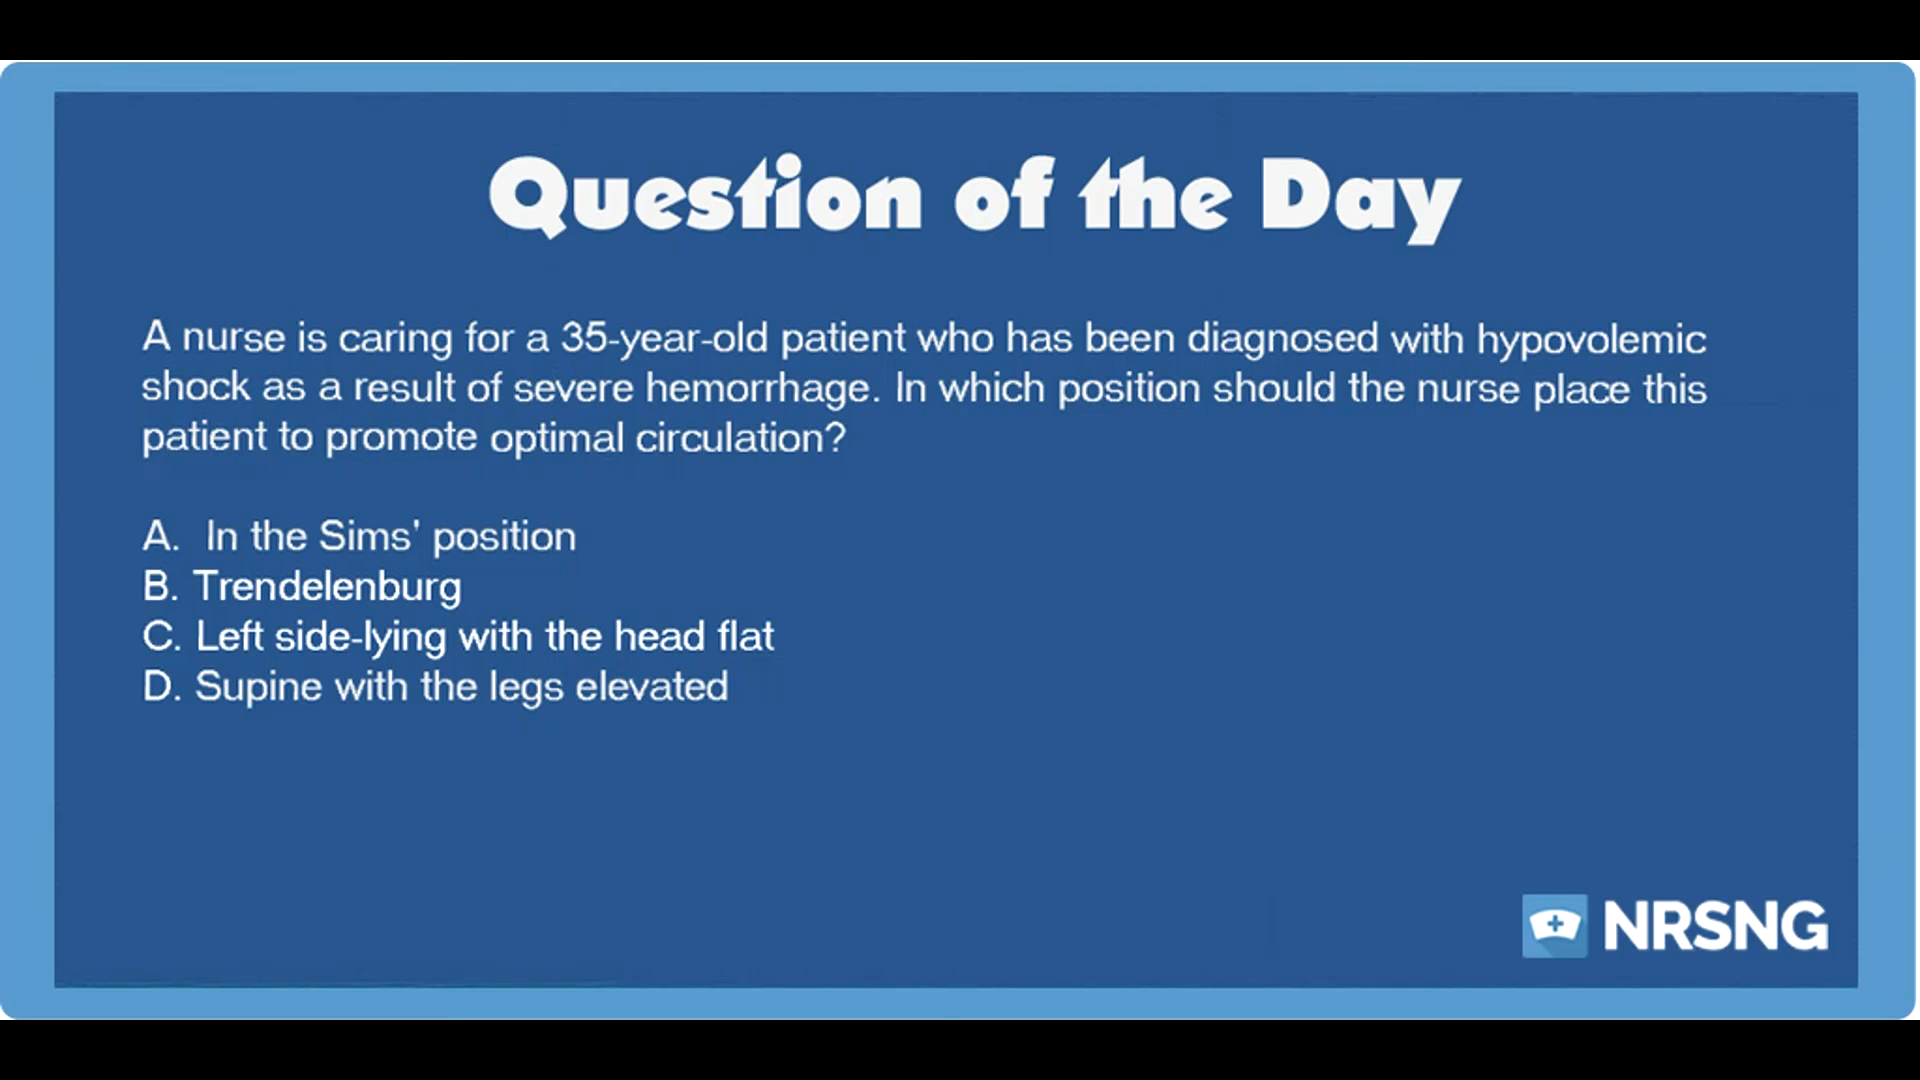 Question of the Day
A nurse is caring for a 35-year-old patient who has been diagnosed with hypovolemic
shock as a result of severe hemorrhage. In which position should the nurse place this
patient to promote optimal circulation?
A. In the Sims' position
B. Trendelenburg
C. Left side-lying with the head flat
D. Supine with the legs elevated
NRSNG